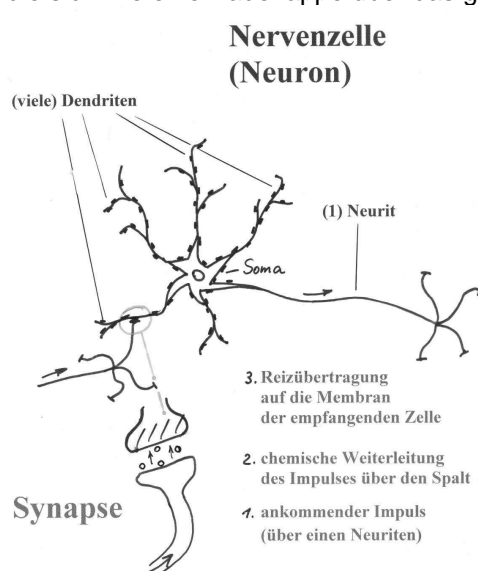 Nervenzelle
(Neuron)
(viele) Dendriten
(1) Neurit
Soma
3. Reizübertragung
auf die Membran
der empfangenden Zelle
2. chemische Weiterleitung
des Impulses über den Spalt
Synapse
1. ankommender Impuls
(über einen Neuriten)